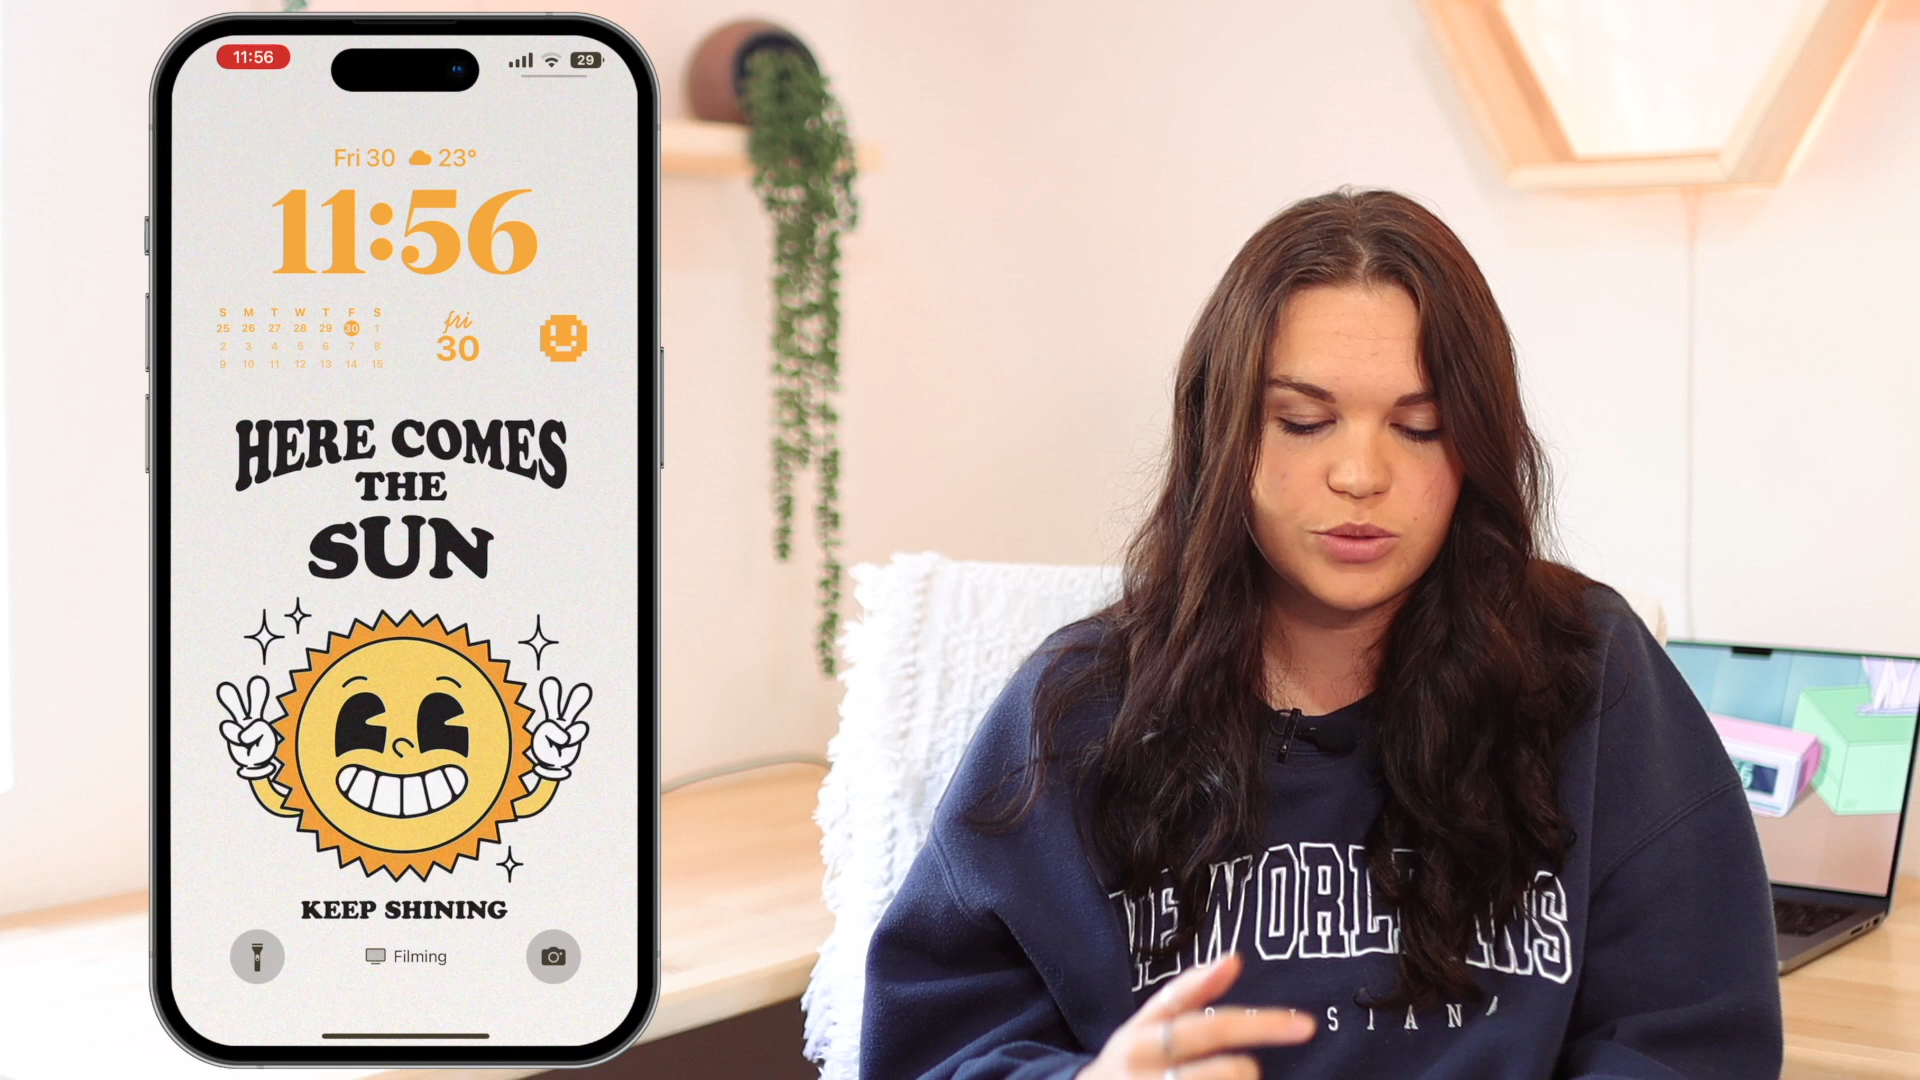 11:56
29
Fri 30 23°
11:56
S M T W T F S
25 26 27 28 29 30 1
2 3 4 5 6 7 8
9 10 11 12 13 14 15
fri
30
HERE COMES
THE
SUN
KEEP SHINING
Filming
NEW ORLEANS